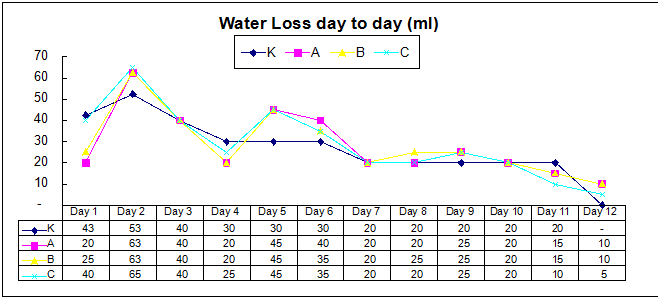 Water Loss day to day (ml)
K A B C
70
60
50
40
30
20
10
-
Day 1 Day 2 Day 3 Day 4 Day 5 Day 6 Day 7 Day 8 Day 9 Day 10 Day 11 Day 12
K 43 53 40 30 30 30 20 20 20 20 20 -
A 20 63 40 20 45 40 20 20 25 20 15 10
B 25 63 40 20 45 35 20 25 25 20 15 10
C 40 65 40 25 45 35 20 20 25 20 10 5